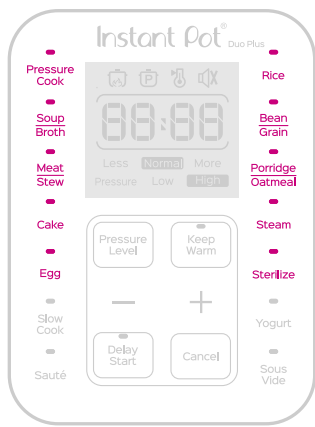 Instant Pot® Duo Plus
Pressure
Cook
Rice
Soup
Broth
Bean
Grain
Meat
Stew
Porridge
Oatmeal
Cake
Steam
Egg
Sterilize
Slow
Cook
Yogurt
Sauté
Sous
Vide
P
88:88
Less Normal More
Pressure Low High
Pressure
Level
Keep
Warm
− +
Delay
Start
Cancel